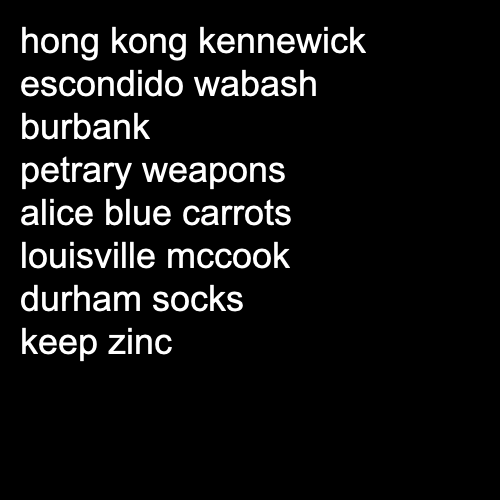 hong kong kennewick
escondido wabash
burbank
petrary weapons
alice blue carrots
louisville mccook
durham socks
keep zinc